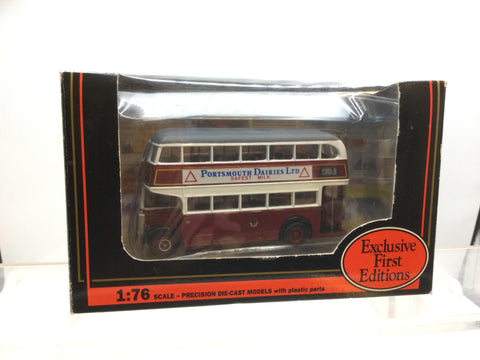 PORTSMOUTH DAIRIES LTD
SAFEST MILK
Exclusive
First
Editions
1:76 SCALE – PRECISION DIE-CAST MODELS with plastic parts